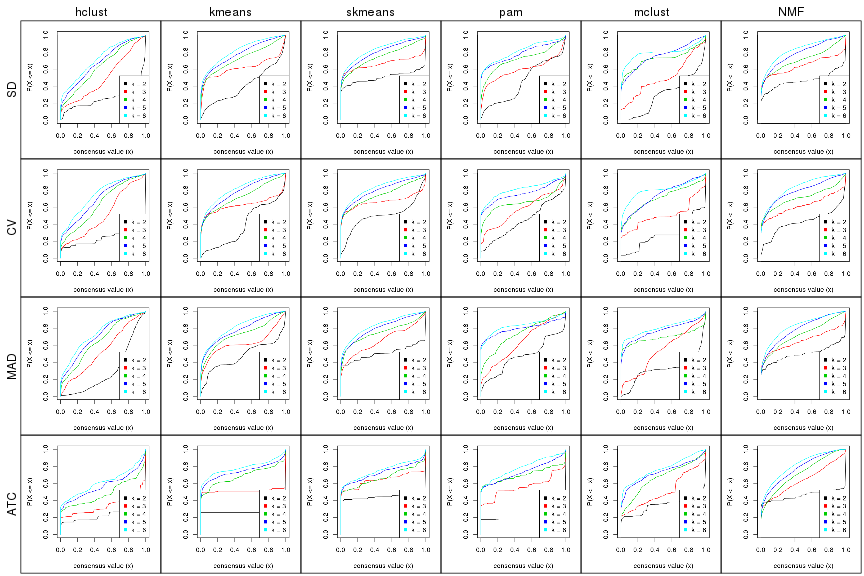 hclust kmeans skmeans pam mclust NMF
SD
CV
MAD
ATC
P(X <= x)
consensus value (x)
0.0 0.2 0.4 0.6 0.8 1.0
k = 2
k = 3
k = 4
k = 5
k = 6